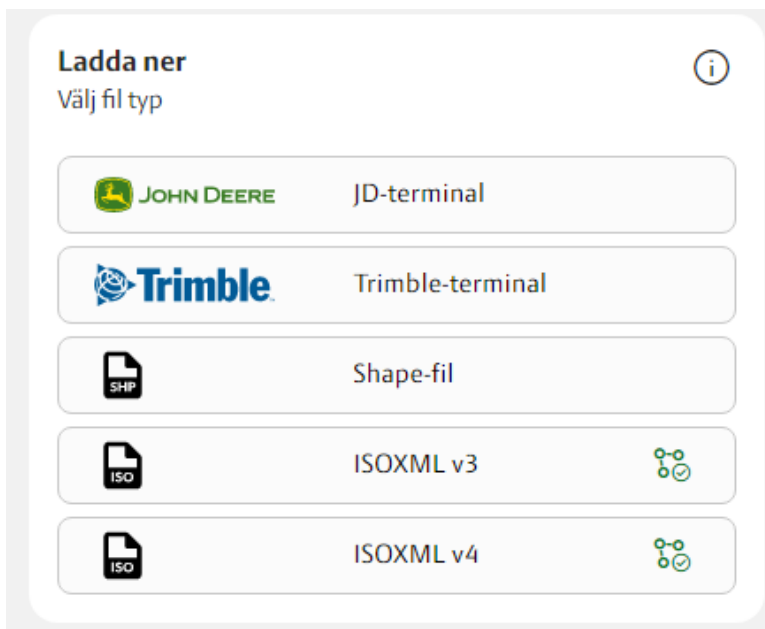 Ladda ner
Välj fil typ
JOHN DEERE JD-terminal
Trimble Trimble-terminal
SHP Shape-fil
ISO ISOXML v3
ISO ISOXML v4